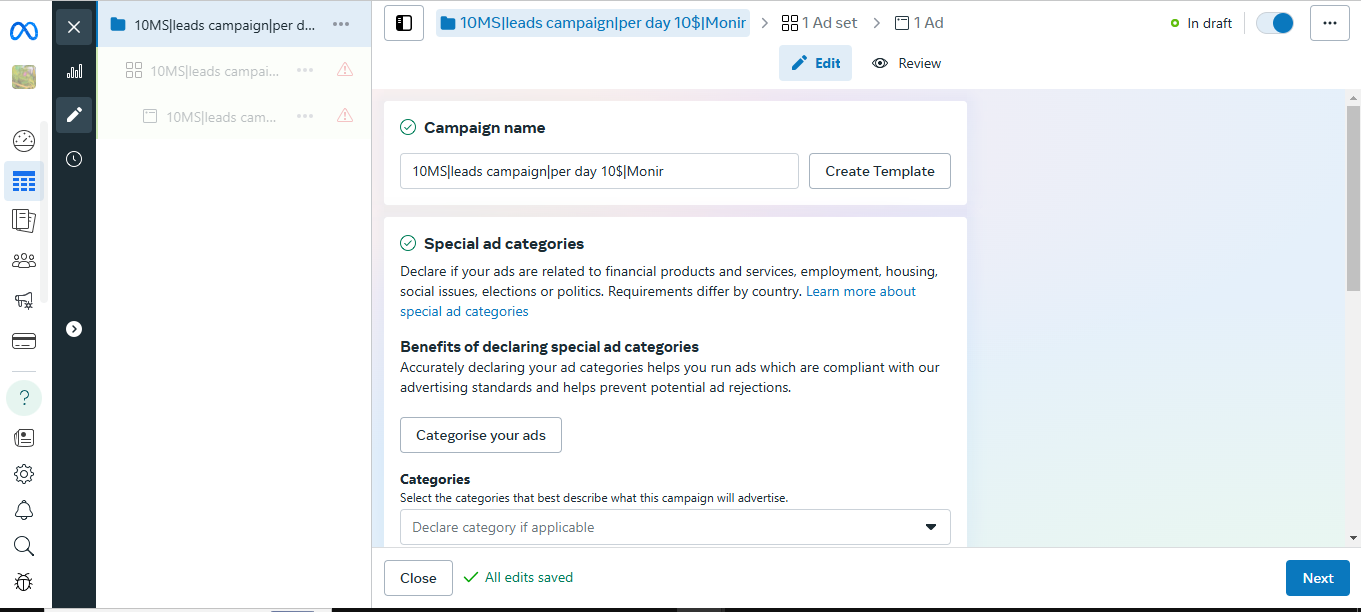 10MS|leads campaign|per d...
10MS|leads campai...
10MS|leads cam...
10MS|leads campaign|per day 10$|Monir
1 Ad set
1 Ad
In draft
Edit
Review
Campaign name
10MS|leads campaign|per day 10$|Monir
Create Template
Special ad categories
Declare if your ads are related to financial products and services, employment, housing,
social issues, elections or politics. Requirements differ by country. Learn more about
special ad categories
Benefits of declaring special ad categories
Accurately declaring your ad categories helps you run ads which are compliant with our
advertising standards and helps prevent potential ad rejections.
Categorise your ads
Categories
Select the categories that best describe what this campaign will advertise.
Declare category if applicable
Close
All edits saved
Next